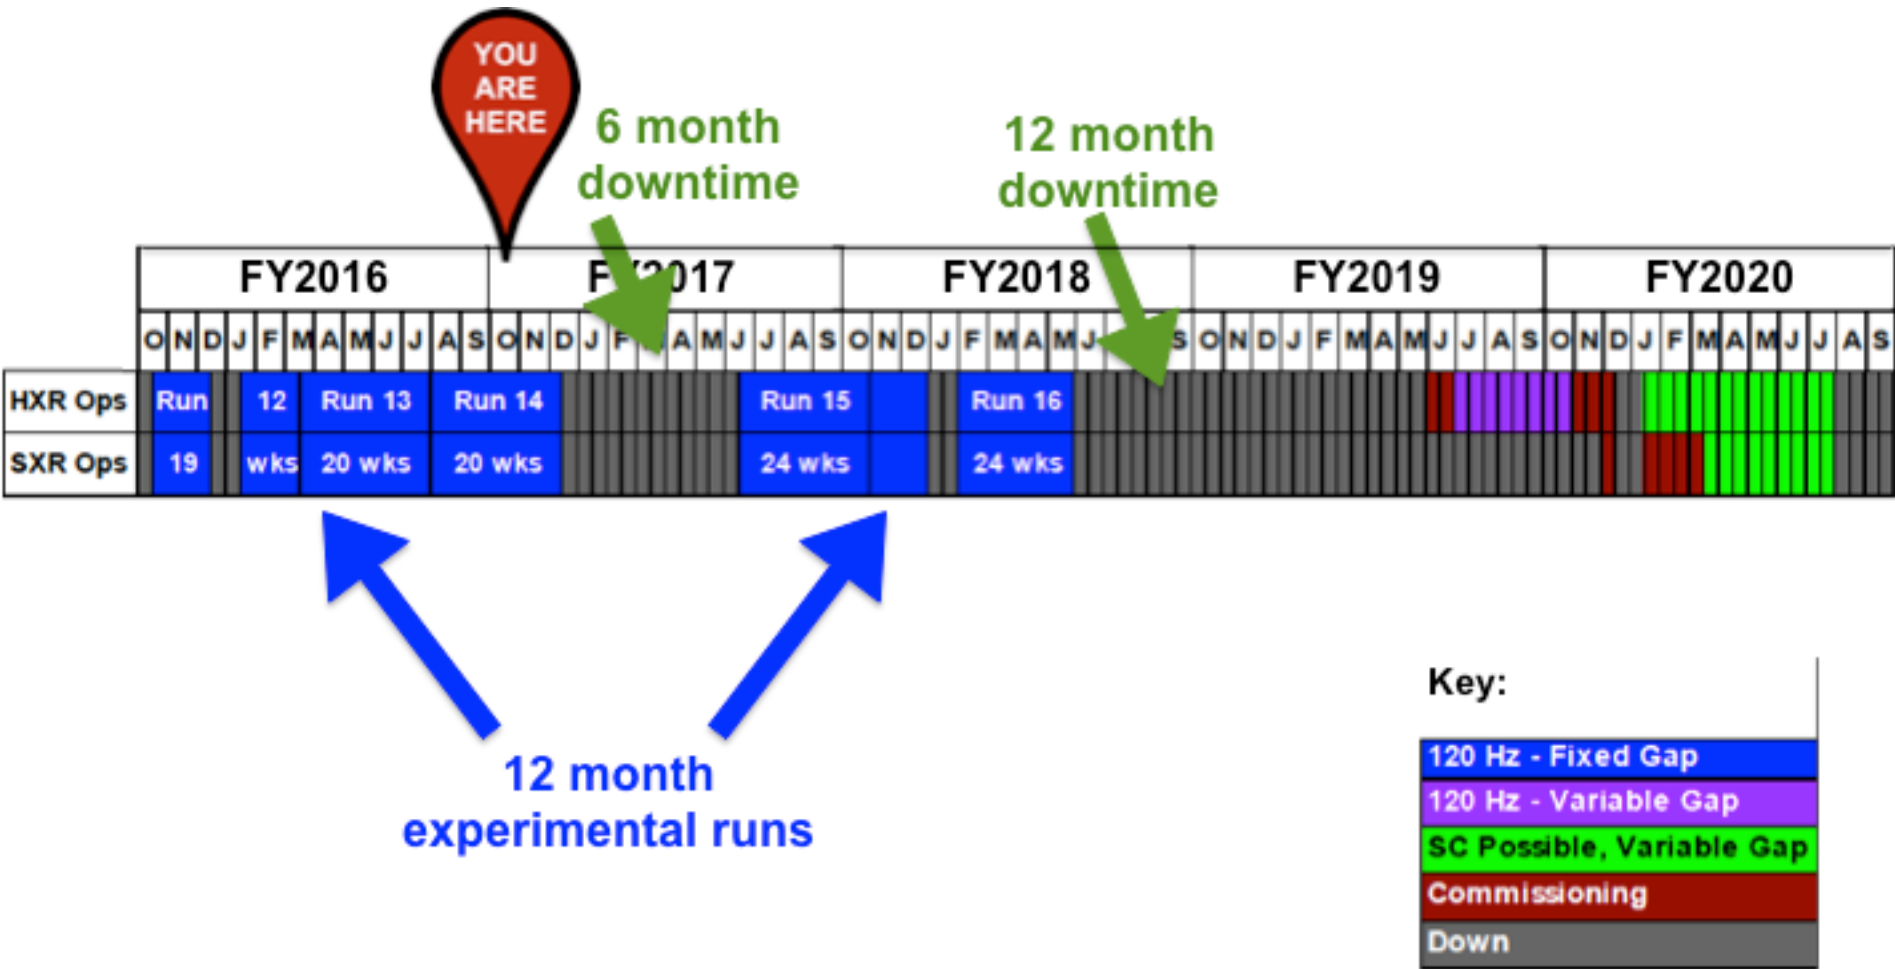 YOU
ARE
HERE
6 month
downtime
12 month
downtime
FY2016 FY2017 FY2018 FY2019 FY2020
O N D J F M A M J J A S O N D J F A M J J A S O N D J F M A M J S O N D J F M A M J J A S O N D J F M A M J J A S
HXR Ops Run 12 Run 13 Run 14 Run 15 Run 16
SXR Ops 19 wks 20 wks 20 wks 24 wks 24 wks
12 month
experimental runs
Key:
120 Hz - Fixed Gap
120 Hz - Variable Gap
SC Possible, Variable Gap
Commissioning
Down